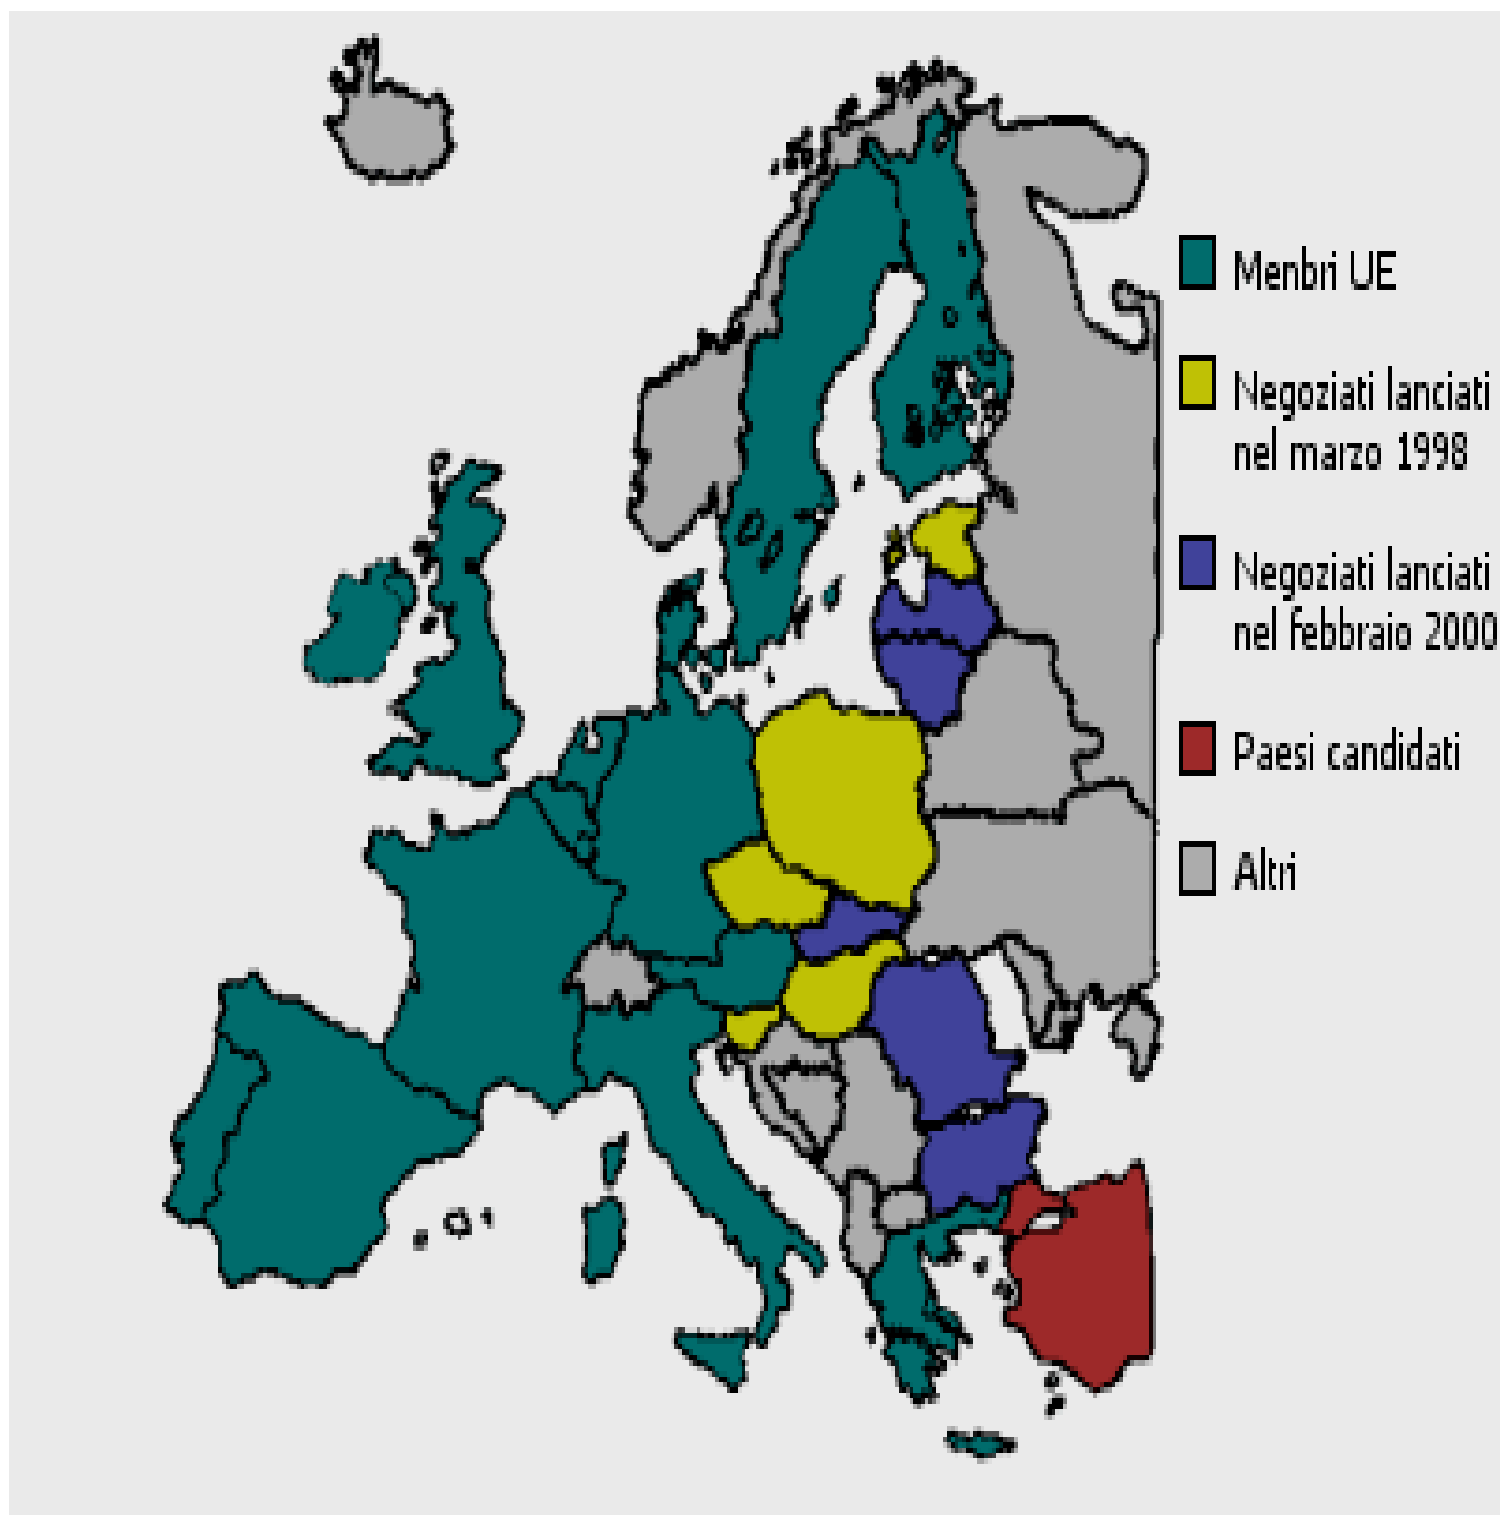 Menbri UE
Negoziati lanciati
nel marzo 1998
Negoziati lanciati
nel febbraio 2000
Paesi candidati
Altri